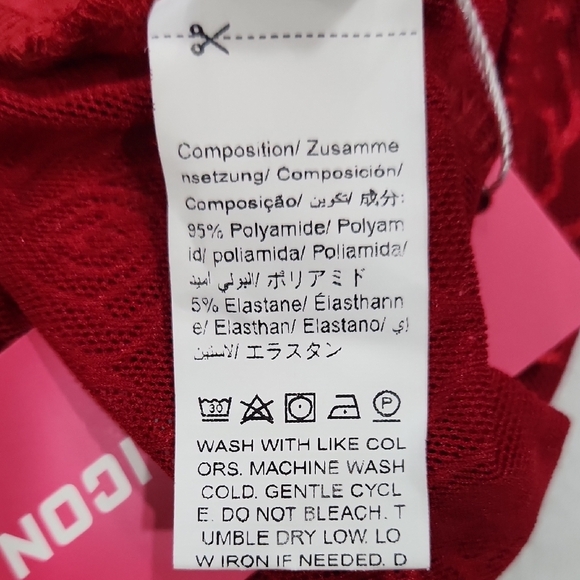 Composition/ Zusamme
nsetzung/ Composición/
Composição/ تكوين/ 成分:
95% Polyamide/ Polyam
id/ poliamida/ Poliamida/
البولي أميد/ ポリアミド
5% Elastane/ Élasthann
e/ Elasthan/ Elastano/ إي
لاستين/ エラスタン
30 P
WASH WITH LIKE COL
ORS. MACHINE WASH
COLD. GENTLE CYCL
E. DO NOT BLEACH. T
UMBLE DRY LOW. LO
W IRON IF NEEDED. D
ICON